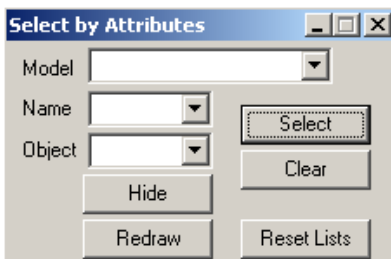 Select by Attributes
Model
Name
Select
Object
Clear
Hide
Redraw
Reset Lists